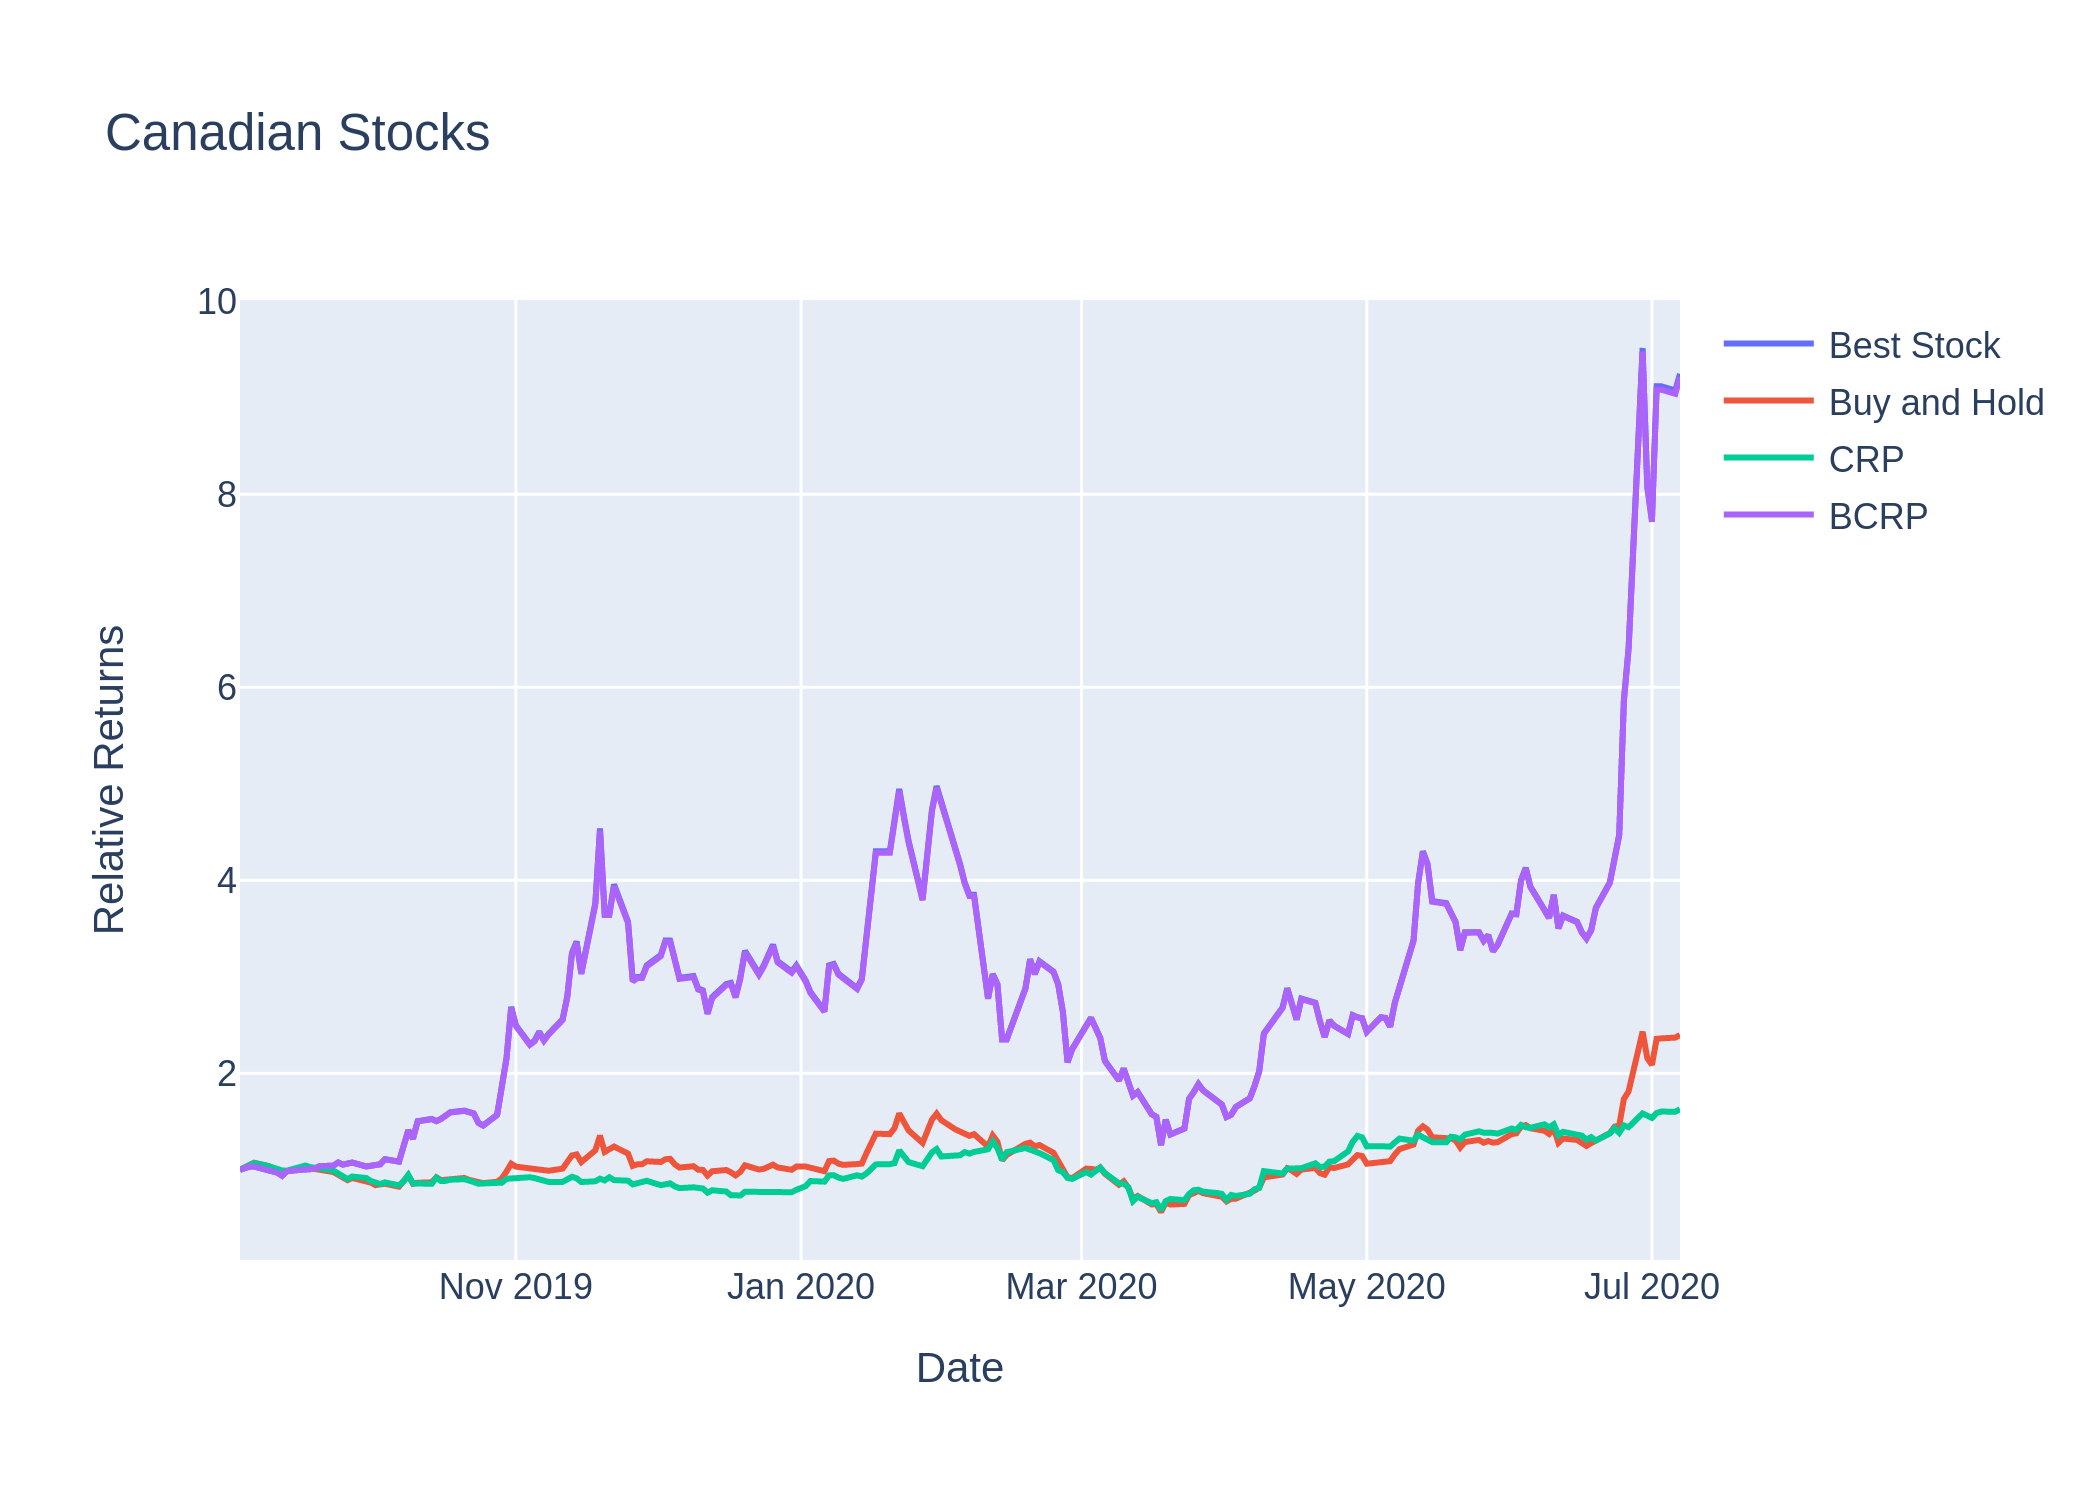 Canadian Stocks
10
8
6
4
2
Relative Returns
Nov 2019
Jan 2020
Mar 2020
May 2020
Jul 2020
Date
Best Stock
Buy and Hold
CRP
BCRP